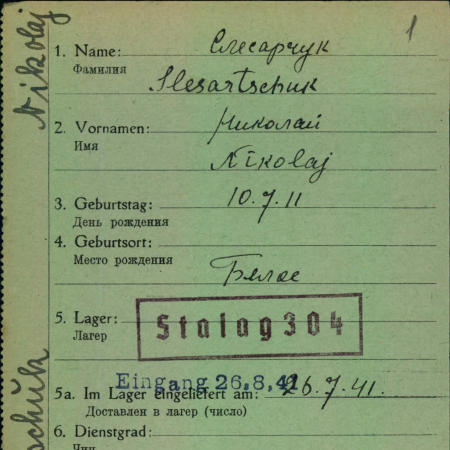 Nikolaj
1
1. Name: Слесарчук
Фамилия
Slesartschuk
2. Vornamen: Николай
Имя
Nikolaj
3. Geburtstag: 10.7.11
День рождения
4. Geburtsort:
Место рождения
Белое
5. Lager: Stalag 304
Лагерь
Eingang 26.8.41
5a. Im Lager eingeliefert am: 26.7.41.
Доставлен в лагерь (число)
6. Dienstgrad:
Чин
schuk